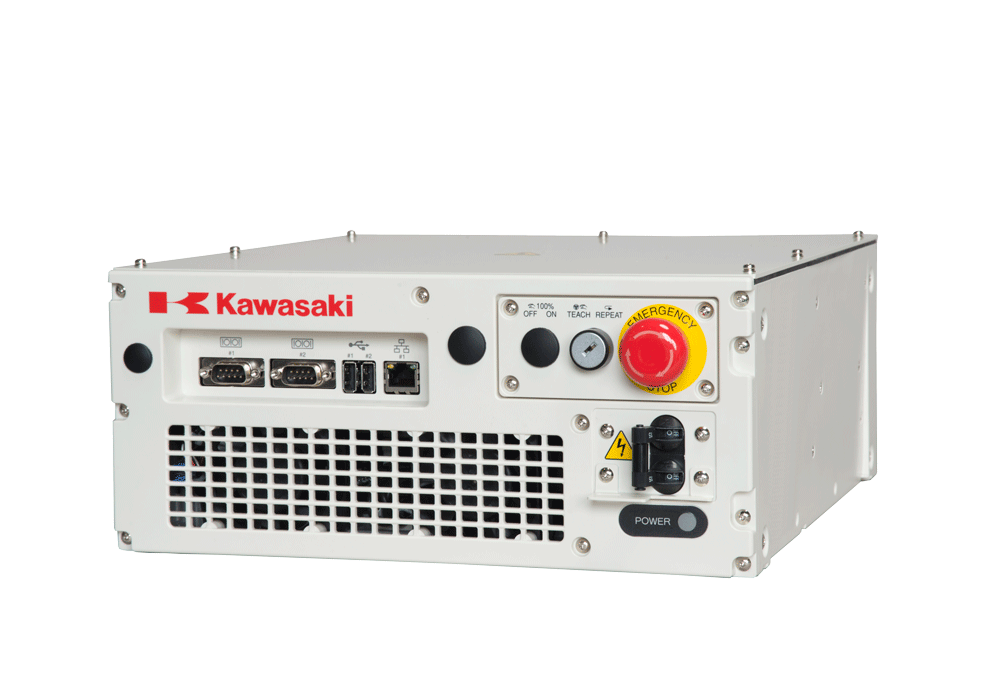 Kawasaki
100%
OFF ON TEACH REPEAT
EMERGENCY
STOP
#1 #2 #1 #2 #1
POWER